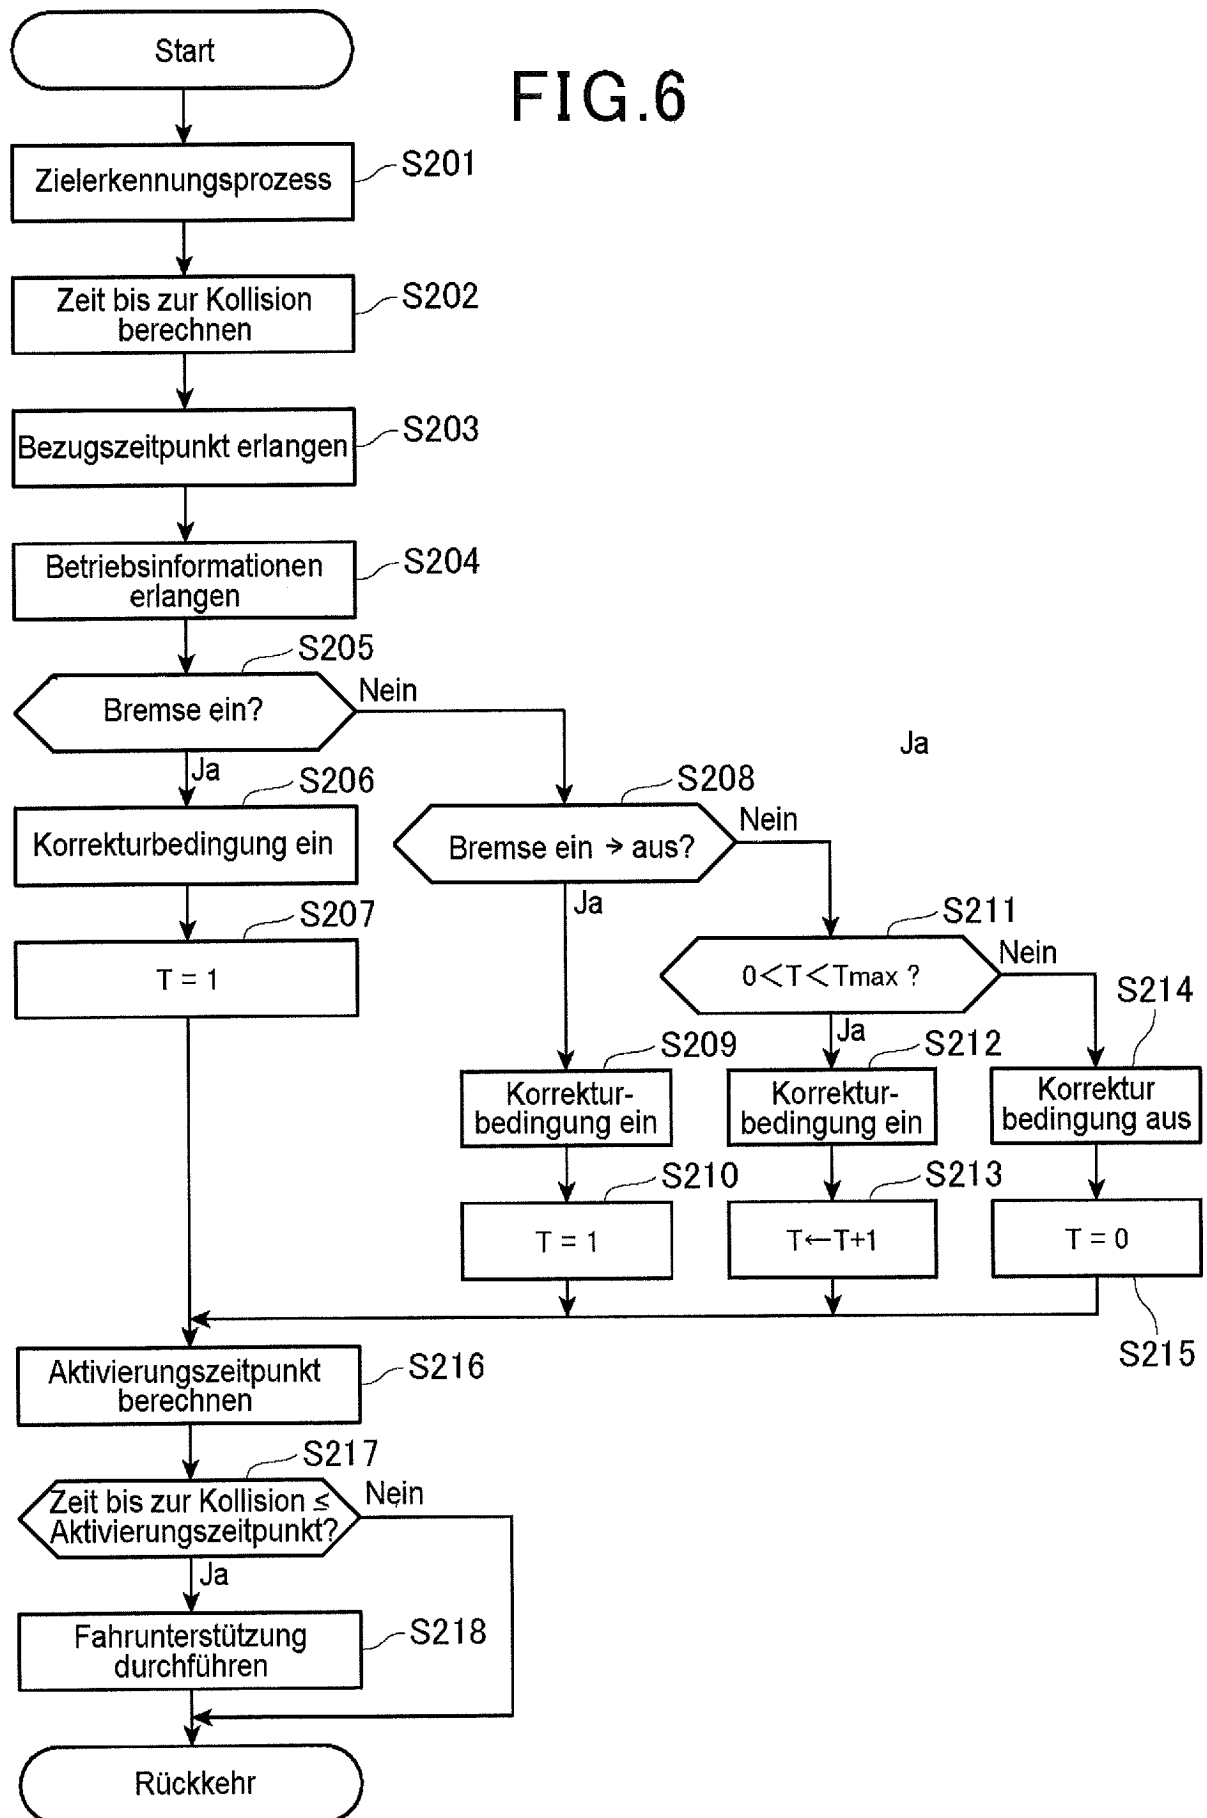 Start
FIG.6
Zielerkennungsprozess
S201
Zeit bis zur Kollision
berechnen
S202
Bezugszeitpunkt erlangen
S203
Betriebsinformationen
erlangen
S204
S205
Bremse ein?
Nein
Ja
Ja
S206
Korrekturbedingung ein
S207
T = 1
S208
Bremse ein → aus?
Nein
Ja
S211
0<T<Tmax ?
Nein
Ja
S209
Korrektur-
bedingung ein
S210
T = 1
S212
Korrektur-
bedingung ein
S213
T←T+1
S214
Korrektur
bedingung aus
T = 0
S215
Aktivierungszeitpunkt
berechnen
S216
S217
Zeit bis zur Kollision ≤
Aktivierungszeitpunkt?
Nein
Ja
Fahrunterstützung
durchführen
S218
Rückkehr